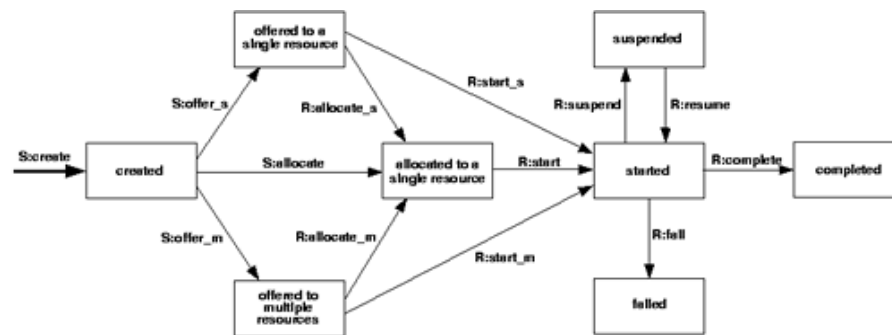 offered to a
single resource
suspended
R:start_s
S:offer_s
R:allocate_s
R:suspend
R:resume
S:create
created
S:allocate
allocated to a
single resource
R:start
started
R:complete
completed
S:offer_m
R:allocate_m
R:start_m
R:fail
offered to
multiple
resources
failed